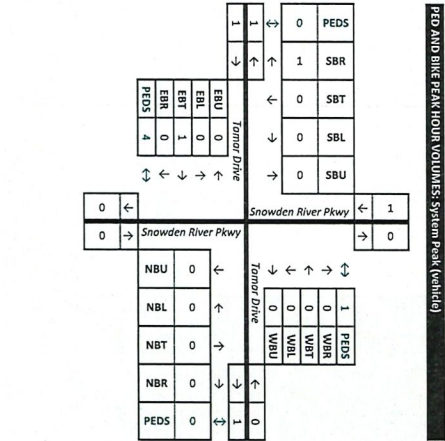 PED AND BIKE PEAK HOUR VOLUMES: System Peak (vehicle)
1 1 0 PEDS
1 SBR
0 SBT
0 SBL
0 SBU
Tamar Drive
EBU 0
EBL 0
EBT 1
EBR 0
PEDS 4
Snowden River Pkwy
1
0
0
0
Snowden River Pkwy
Tamar Drive
1 PEDS
0 WBR
0 WBT
0 WBL
0 WBU
NBU 0
NBL 0
NBT 0
NBR 0
PEDS 0
1 0